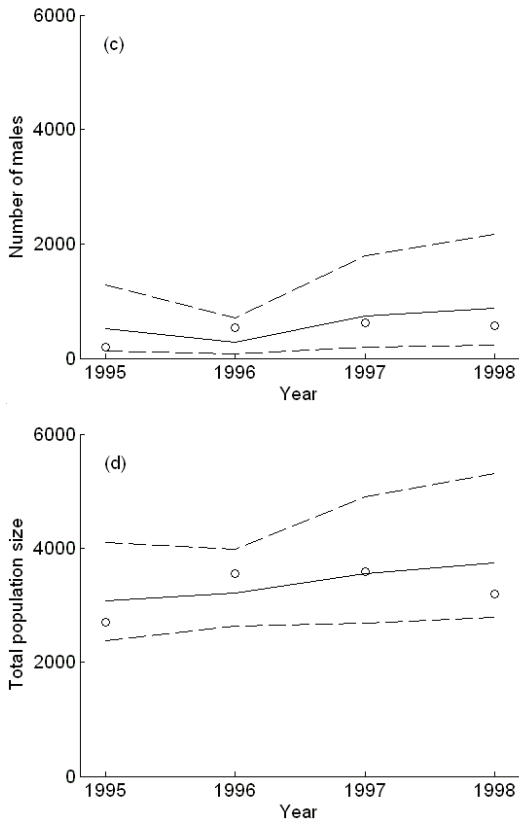 6000
(c)
4000
Number of males
2000
0
1995 1996 1997 1998
Year
6000
(d)
4000
Total population size
2000
0
1995 1996 1997 1998
Year